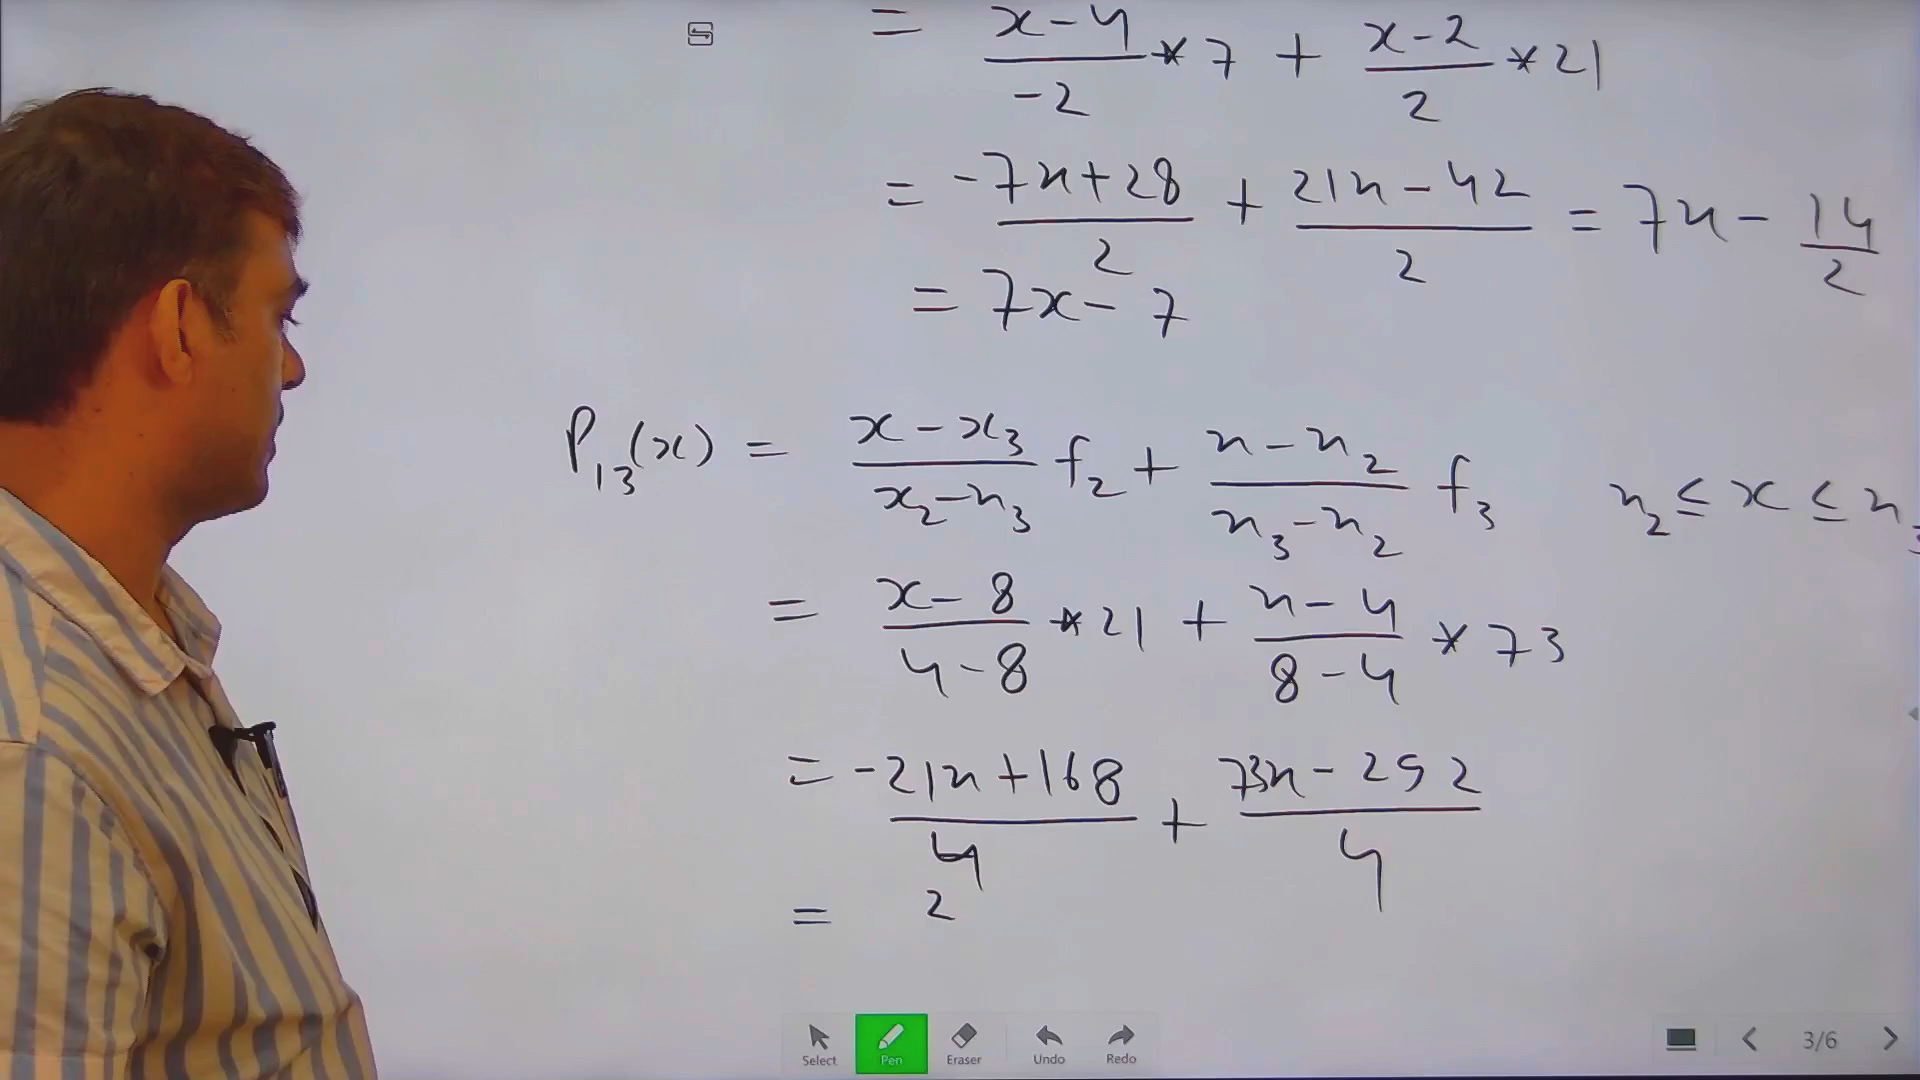 = x-4/-2 * 7 + x-2/2 * 21
= -7x+28/2 + 21x-42/2 = 7x - 14/2
= 7x - 7
P13(x) = x-x3/x2-x3 f2 + x-x2/x3-x2 f3 x2 ≤ x ≤ x3
= x-8/4-8 * 21 + x-4/8-4 * 73
= -21x+168/4 + 73x-292/4
= 2
Select Pen Eraser Undo Redo 3/6